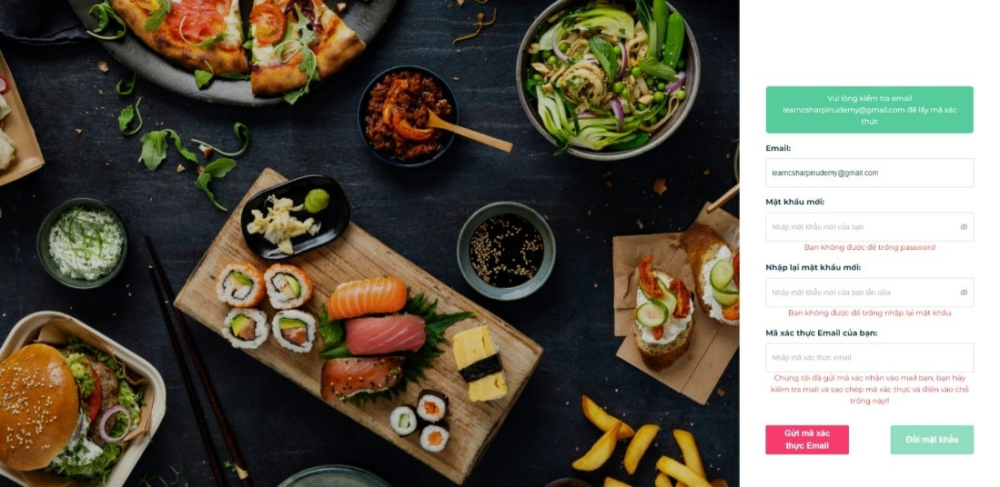 Vui lòng kiểm tra email
learncsharpinudemy@gmail.com để lấy mã xác
thực
Email:
learncsharpinudemy@gmail.com
Mật khẩu mới:
Nhập mật khẩu mới của bạn
Bạn không được để trống password
Nhập lại mật khẩu mới:
Nhập mật khẩu mới của bạn lần nữa
Bạn không được để trống nhập lại mật khẩu
Mã xác thực Email của bạn:
Nhập mã xác thực email
Chúng tôi đã gửi mã xác nhận vào mail bạn, bạn hãy
kiểm tra mail và sao chép mã xác thực và điền vào chỗ
trống này!!
Gửi mã xác
thực Email
Đổi mật khẩu